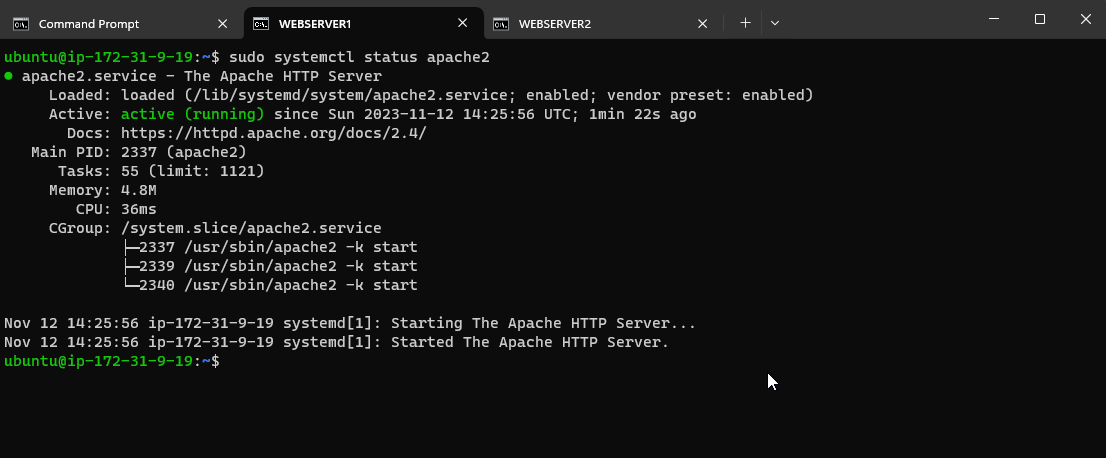 Command Prompt
WEBSERVER1
WEBSERVER2
ubuntu@ip-172-31-9-19:~$ sudo systemctl status apache2
● apache2.service - The Apache HTTP Server
     Loaded: loaded (/lib/systemd/system/apache2.service; enabled; vendor preset: enabled)
     Active: active (running) since Sun 2023-11-12 14:25:56 UTC; 1min 22s ago
       Docs: https://httpd.apache.org/docs/2.4/
   Main PID: 2337 (apache2)
      Tasks: 55 (limit: 1121)
     Memory: 4.8M
        CPU: 36ms
     CGroup: /system.slice/apache2.service
             ├─2337 /usr/sbin/apache2 -k start
             ├─2339 /usr/sbin/apache2 -k start
             └─2340 /usr/sbin/apache2 -k start
Nov 12 14:25:56 ip-172-31-9-19 systemd[1]: Starting The Apache HTTP Server...
Nov 12 14:25:56 ip-172-31-9-19 systemd[1]: Started The Apache HTTP Server.
ubuntu@ip-172-31-9-19:~$